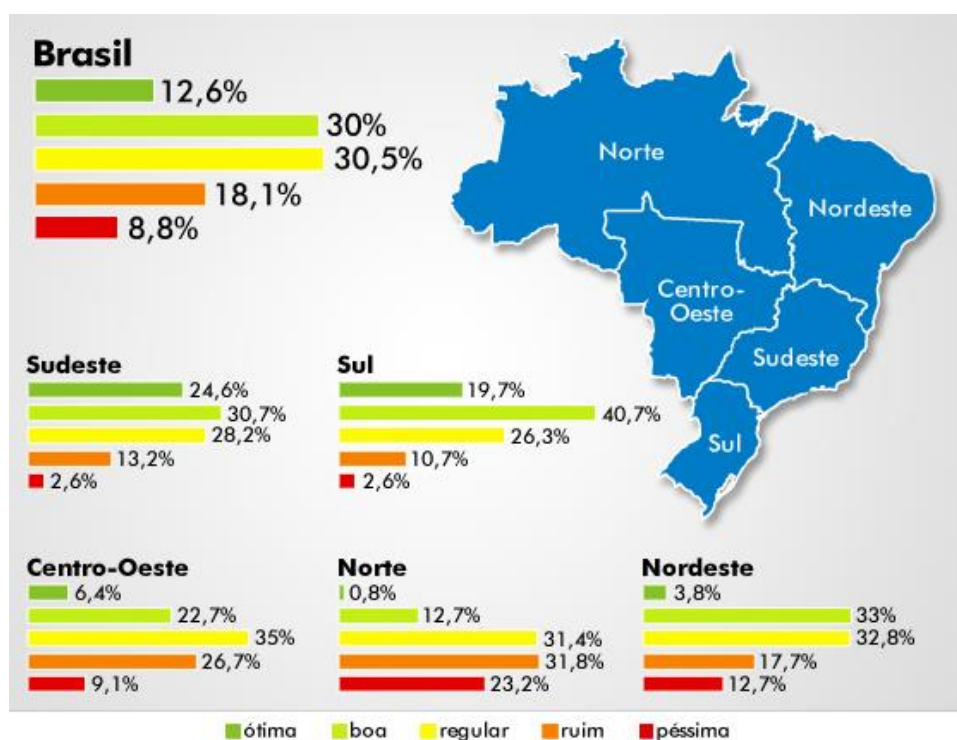 Brasil
12,6%
30%
30,5%
18,1%
8,8%
Norte
Nordeste
Centro-
Oeste
Sudeste
Sul
Sudeste
24,6%
30,7%
28,2%
13,2%
2,6%
Sul
19,7%
40,7%
26,3%
10,7%
2,6%
Centro-Oeste
6,4%
22,7%
35%
26,7%
9,1%
Norte
0,8%
12,7%
31,4%
31,8%
23,2%
Nordeste
3,8%
33%
32,8%
17,7%
12,7%
ótima boa regular ruim péssima